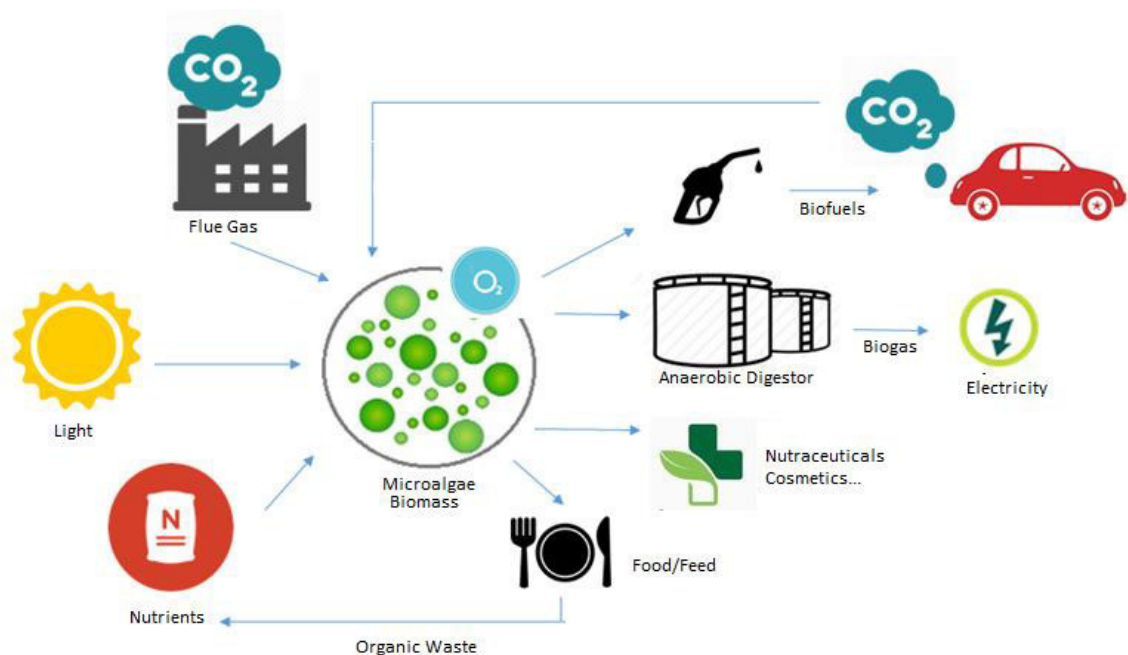 CO2
CO2
Flue Gas
Biofuels
O2
Light
Anaerobic Digestor
Biogas
Electricity
Microalgae
Biomass
Nutraceuticals
Cosmetics...
N
Nutrients
Food/Feed
Organic Waste